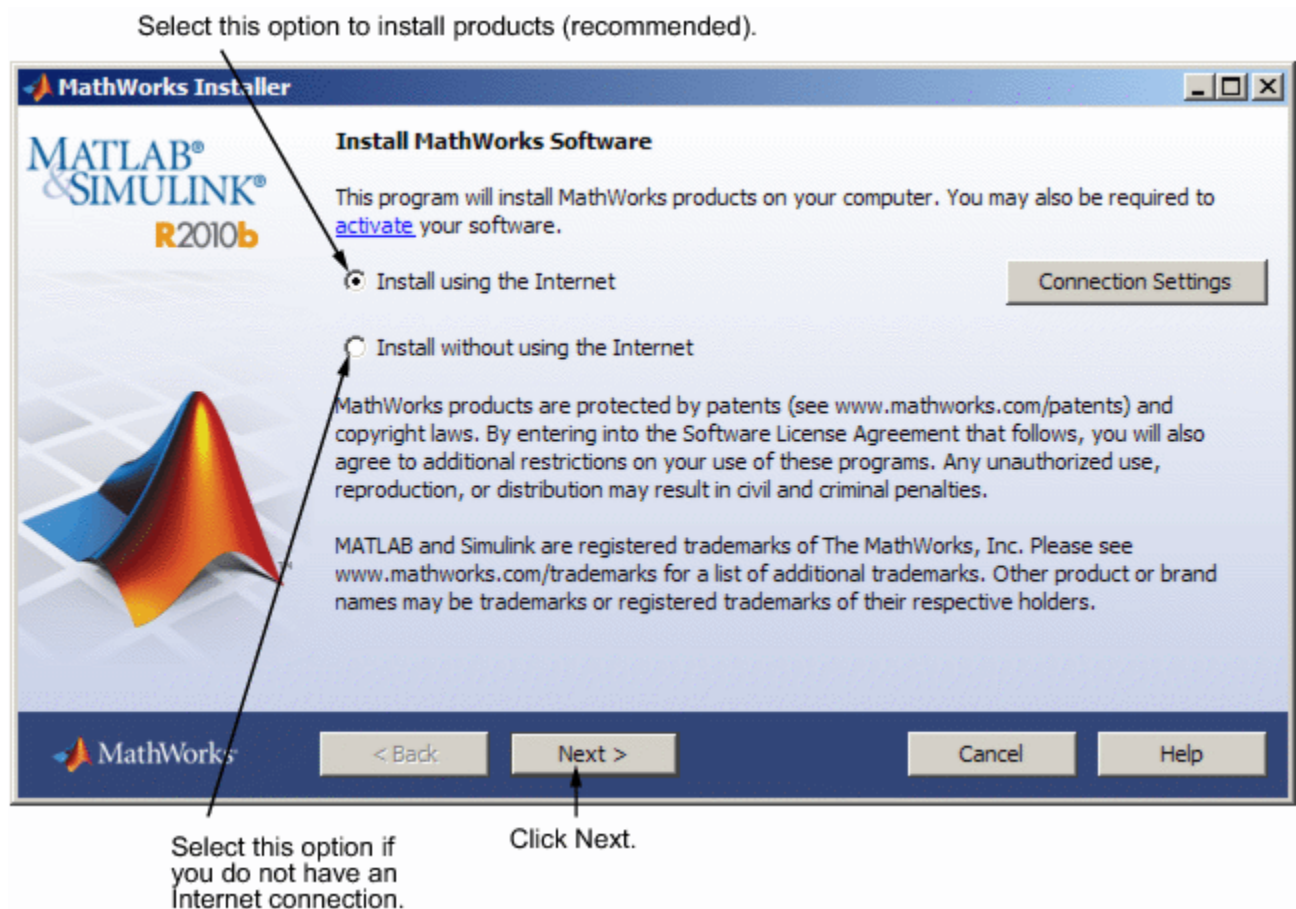 Select this option to install products (recommended).
MathWorks Installer
MATLAB®
&SIMULINK®
R2010b
Install MathWorks Software
This program will install MathWorks products on your computer. You may also be required to
activate your software.
Install using the Internet
Connection Settings
Install without using the Internet
MathWorks products are protected by patents (see www.mathworks.com/patents) and
copyright laws. By entering into the Software License Agreement that follows, you will also
agree to additional restrictions on your use of these programs. Any unauthorized use,
reproduction, or distribution may result in civil and criminal penalties.
MATLAB and Simulink are registered trademarks of The MathWorks, Inc. Please see
www.mathworks.com/trademarks for a list of additional trademarks. Other product or brand
names may be trademarks or registered trademarks of their respective holders.
TM
MathWorks®
< Back
Next >
Cancel
Help
Select this option if
you do not have an
Internet connection.
Click Next.